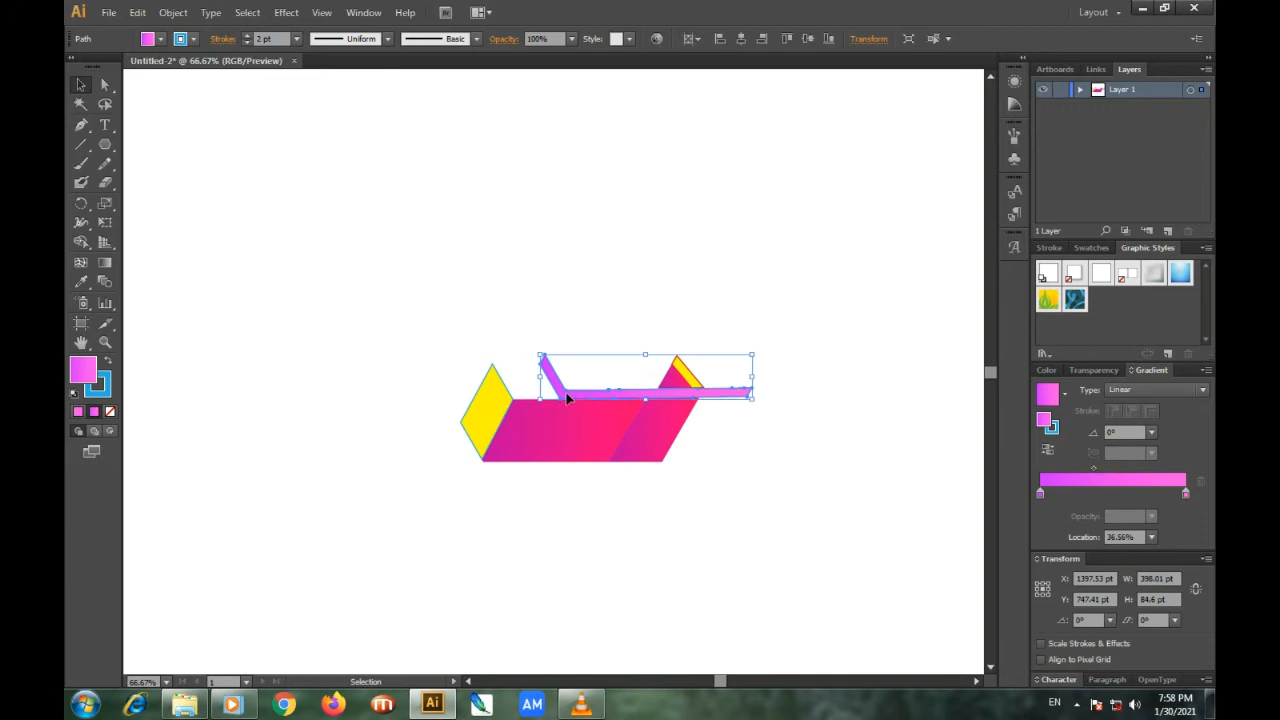 Ai File Edit Object Type Select Effect View Window Help Br Layout
Path Stroke: 2 pt Uniform Basic Opacity: 100% Style: Transform
Untitled-2* @ 66.67% (RGB/Preview) ×
Artboards Links Layers
Layer 1
1 Layer
Stroke Swatches Graphic Styles
Color Transparency Gradient
Type: Linear
Stroke:
0°
Opacity:
Location: 36.56%
Transform
X: 1397.53 pt W: 398.01 pt
Y: 747.41 pt H: 84.6 pt
0° 0°
Scale Strokes & Effects
Align to Pixel Grid
Character Paragraph OpenType
66.67% 1 Selection
Ai AM EN 7:58 PM
1/30/2021